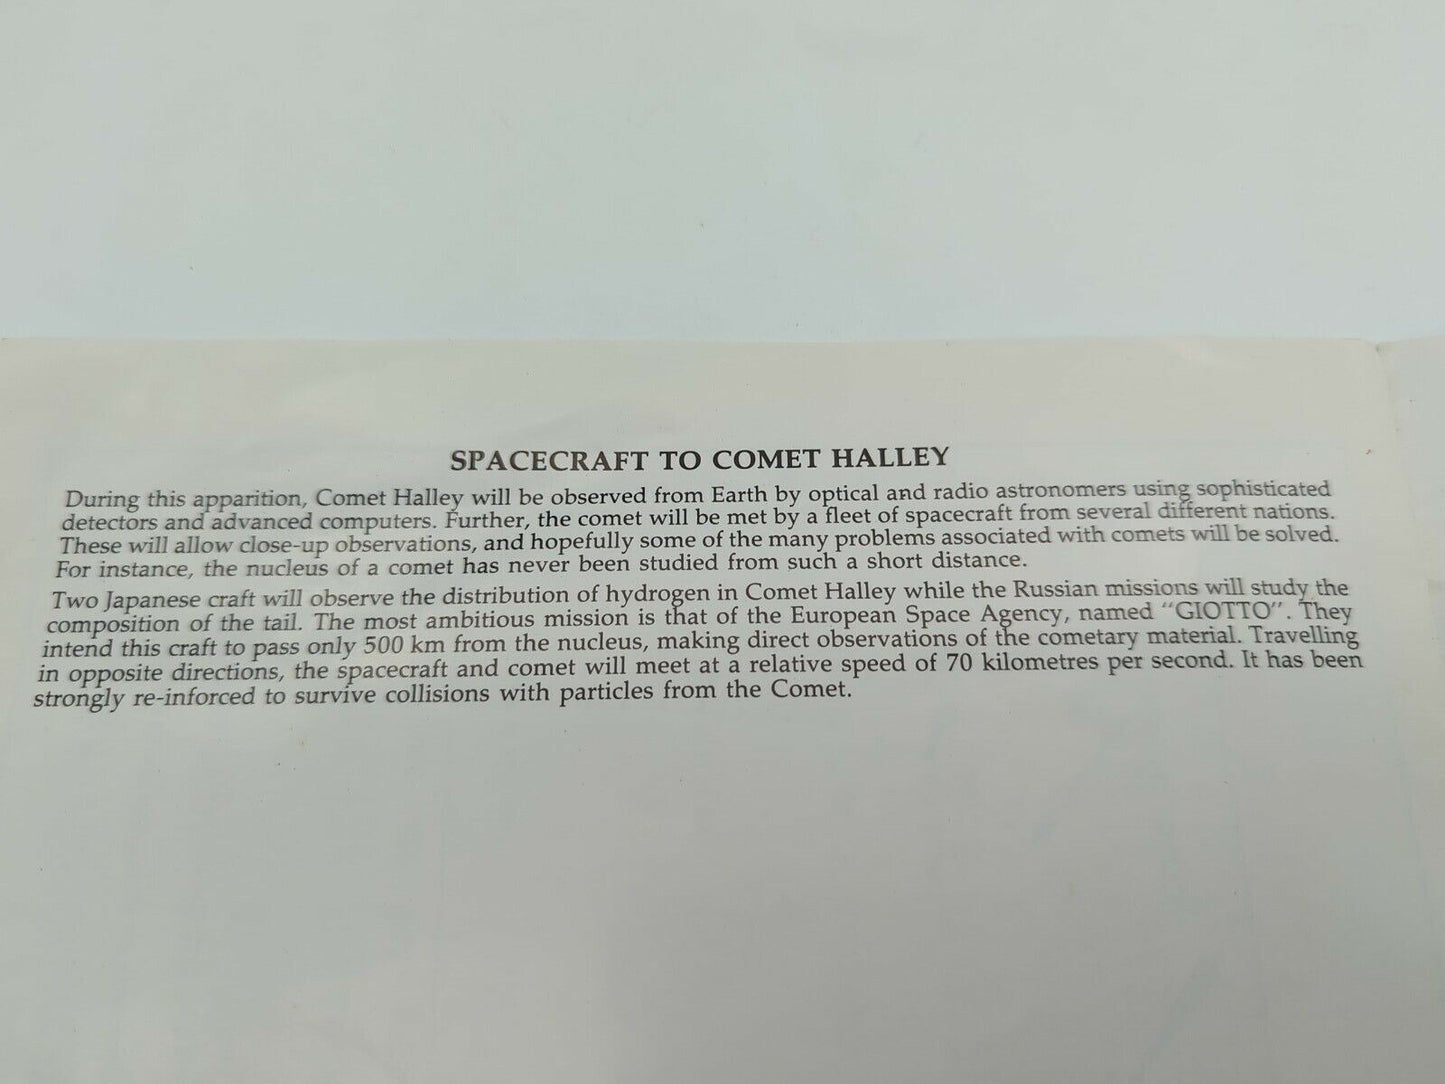 SPACECRAFT TO COMET HALLEY
During this apparition, Comet Halley will be observed from Earth by optical and radio astronomers using sophisticated
detectors and advanced computers. Further, the comet will be met by a fleet of spacecraft from several different nations.
These will allow close-up observations, and hopefully some of the many problems associated with comets will be solved.
For instance, the nucleus of a comet has never been studied from such a short distance.
Two Japanese craft will observe the distribution of hydrogen in Comet Halley while the Russian missions will study the
composition of the tail. The most ambitious mission is that of the European Space Agency, named "GIOTTO". They
intend this craft to pass only 500 km from the nucleus, making direct observations of the cometary material. Travelling
in opposite directions, the spacecraft and comet will meet at a relative speed of 70 kilometres per second. It has been
strongly re-inforced to survive collisions with particles from the Comet.